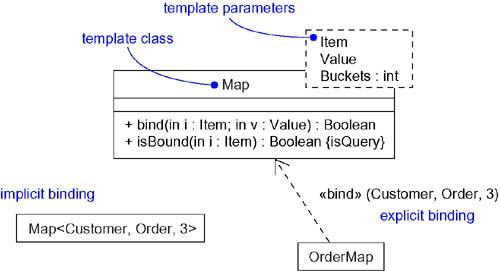 template parameters
template class
Item
Value
Buckets : int
Map
+ bind(in i : Item; in v : Value) : Boolean
+ isBound(in i : Item) : Boolean {isQuery}
implicit binding
«bind» (Customer, Order, 3)
explicit binding
Map<Customer, Order, 3>
OrderMap